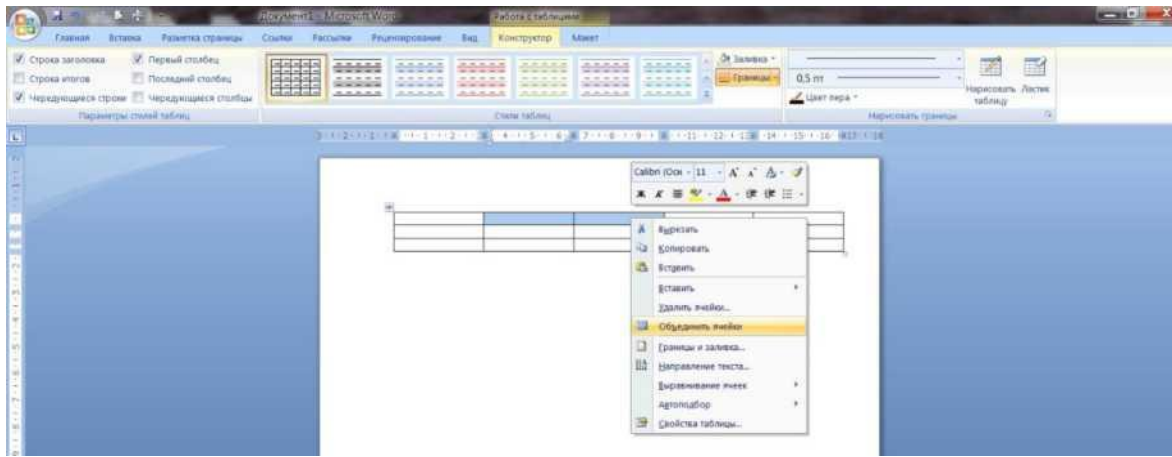 Документ1 - Microsoft Word
Работа с таблицами
Главная Вставка Разметка страницы Ссылки Рассылки Рецензирование Вид Конструктор Макет
Строка заголовка
Первый столбец
Строка итогов
Последний столбец
Чередующиеся строки
Чередующиеся столбцы
Параметры стилей таблиц
Стили таблиц
Заливка
Границы
0,5 пт
Цвет пера
Нарисовать таблицу
Ластик
Нарисовать границы
Calibri (Осн
11
Ж К
Вырезать
Копировать
Вставить
Вставить
Удалить ячейки...
Объединить ячейки
Границы и заливка...
Направление текста...
Выравнивание ячеек
Автоподбор
Свойства таблицы...